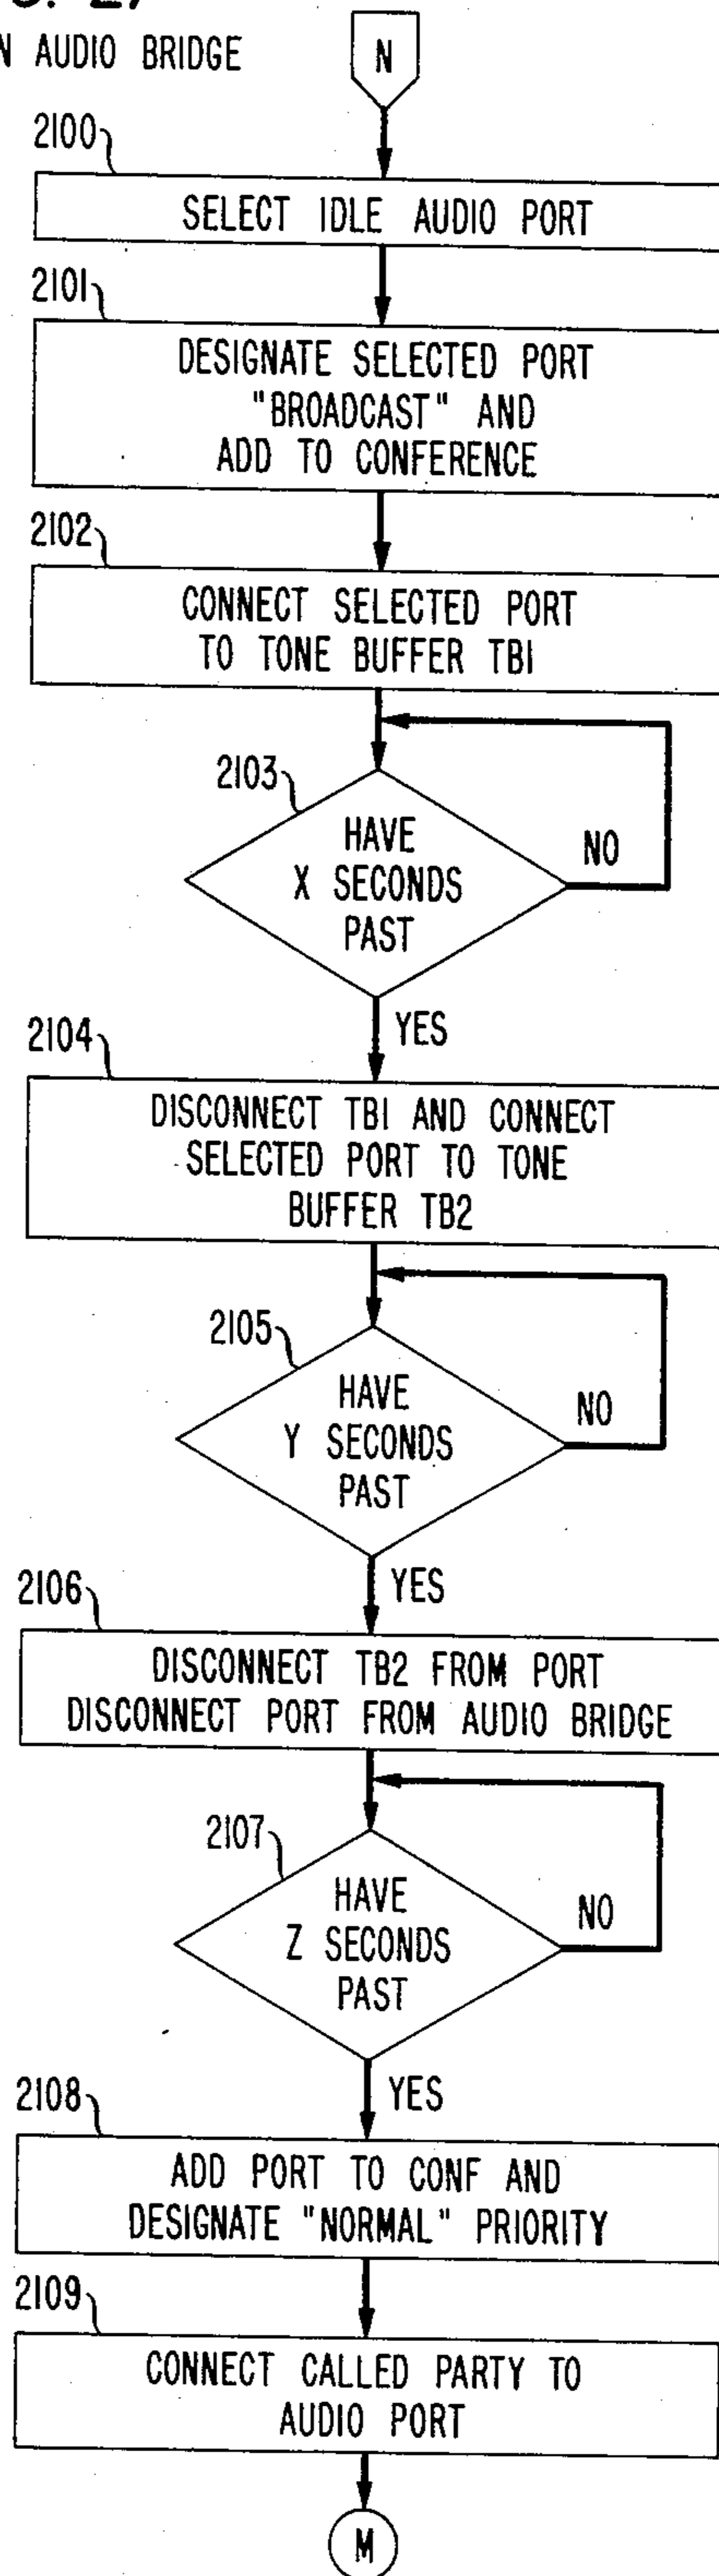 N AUDIO BRIDGE
N
2100
SELECT IDLE AUDIO PORT
2101
DESIGNATE SELECTED PORT
"BROADCAST" AND
ADD TO CONFERENCE
2102
CONNECT SELECTED PORT
TO TONE BUFFER TB1
2103
HAVE
X SECONDS
PAST
NO
YES
2104
DISCONNECT TB1 AND CONNECT
SELECTED PORT TO TONE
BUFFER TB2
2105
HAVE
Y SECONDS
PAST
NO
YES
2106
DISCONNECT TB2 FROM PORT
DISCONNECT PORT FROM AUDIO BRIDGE
2107
HAVE
Z SECONDS
PAST
NO
YES
2108
ADD PORT TO CONF AND
DESIGNATE "NORMAL" PRIORITY
2109
CONNECT CALLED PARTY TO
AUDIO PORT
M